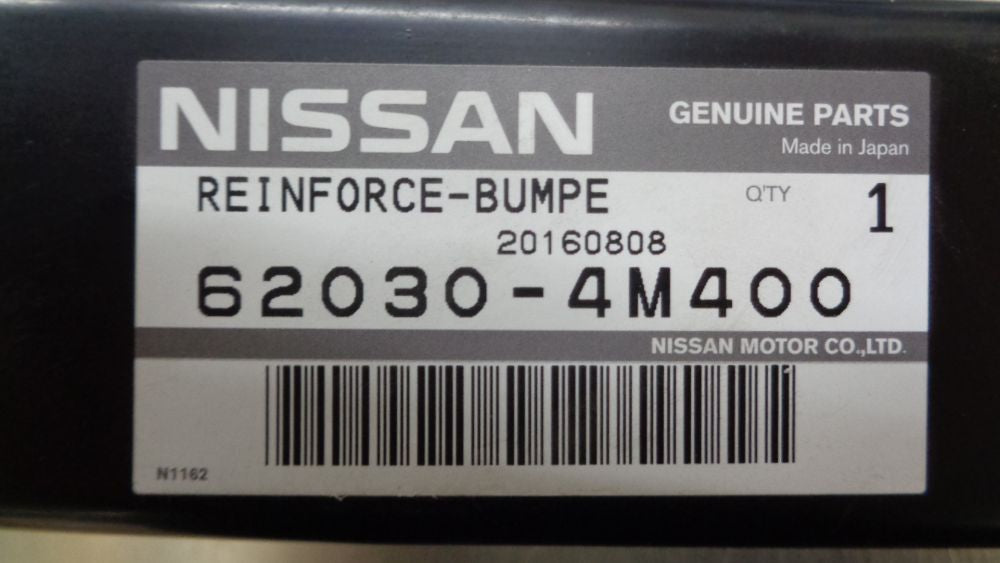 NISSAN
GENUINE PARTS
Made in Japan
REINFORCE-BUMPE
Q'TY 1
20160808
62030-4M400
NISSAN MOTOR CO.,LTD.
N1162